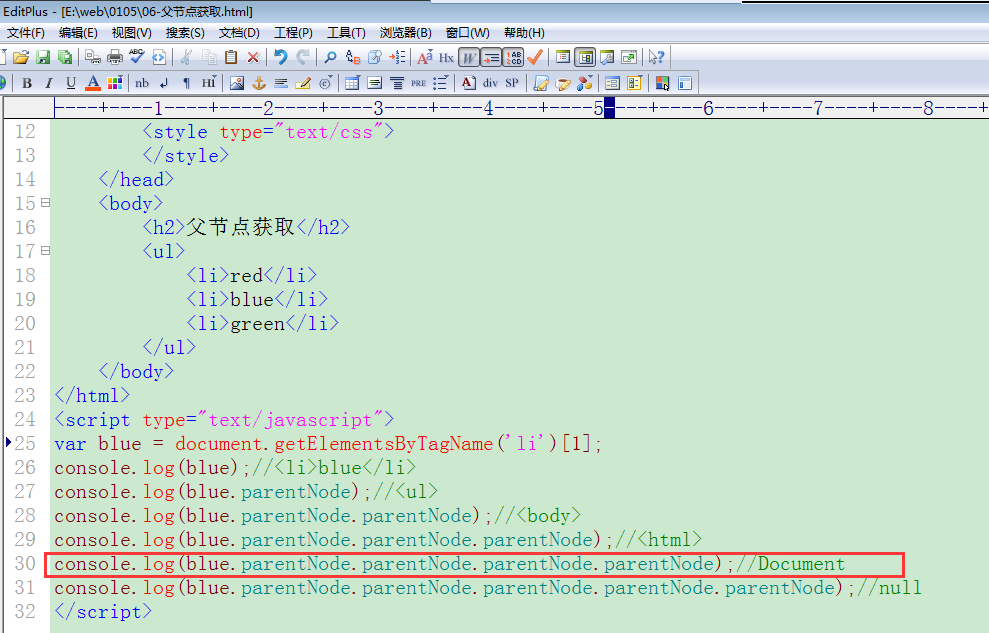 EditPlus - [E:\web\0105\06-父节点获取.html]
文件(F) 编辑(E) 视图(V) 搜索(S) 文档(D) 工程(P) 工具(T) 浏览器(B) 窗口(W) 帮助(H)
ABC Aª Hx W 1AB 2CD
B I U A nb ¶ HI PRE A div SP
----+----1----+----2----+----3----+----4----+----5----+----6----+----7----+----8----+
12 <style type="text/css">
13 </style>
14 </head>
15 <body>
16 <h2>父节点获取</h2>
17 <ul>
18 <li>red</li>
19 <li>blue</li>
20 <li>green</li>
21 </ul>
22 </body>
23 </html>
24 <script type="text/javascript">
25 var blue = document.getElementsByTagName('li')[1];
26 console.log(blue);//<li>blue</li>
27 console.log(blue.parentNode);//<ul>
28 console.log(blue.parentNode.parentNode);//<body>
29 console.log(blue.parentNode.parentNode.parentNode);//<html>
30 console.log(blue.parentNode.parentNode.parentNode.parentNode);//Document
31 console.log(blue.parentNode.parentNode.parentNode.parentNode.parentNode);//null
32 </script>